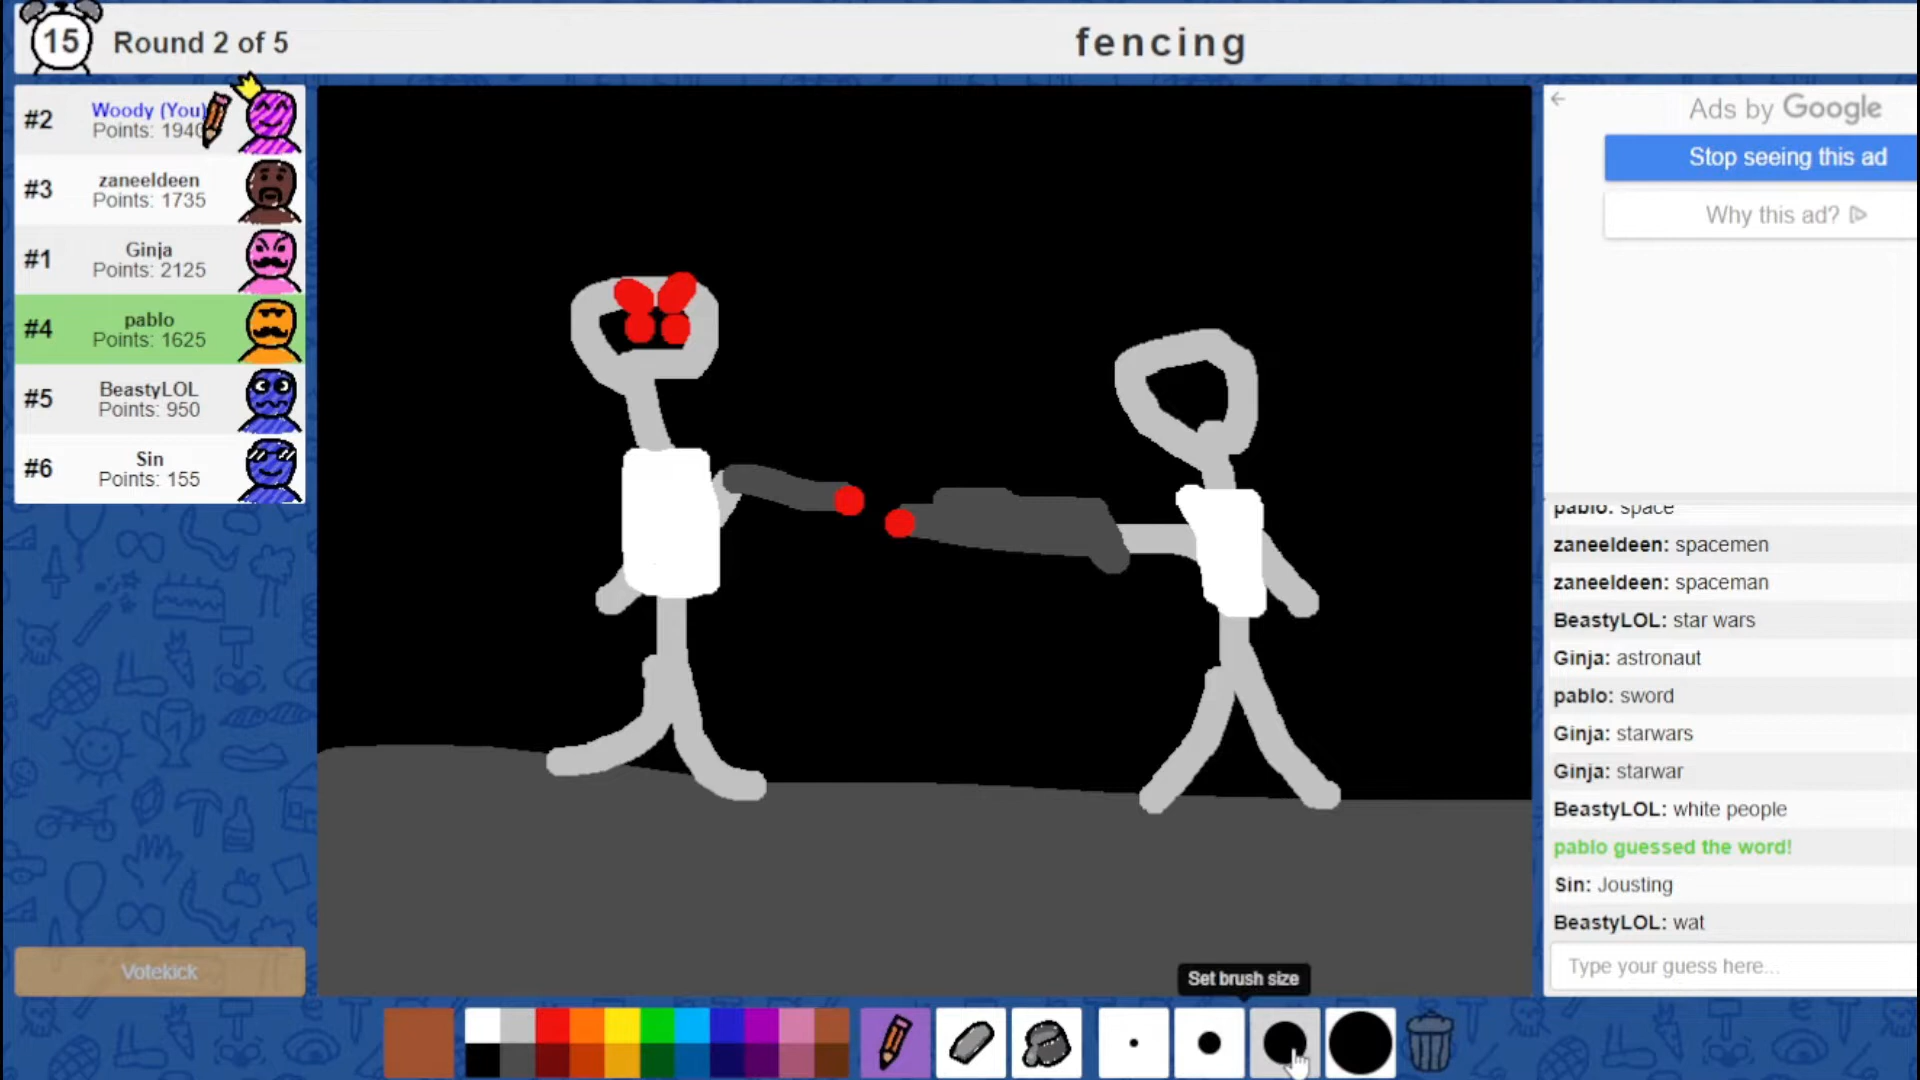 15
Round 2 of 5
fencing
#2
Woody (You)
Points: 1940
#3
zaneeldeen
Points: 1735
#1
Ginja
Points: 2125
#4
pablo
Points: 1625
#5
BeastyLOL
Points: 950
#6
Sin
Points: 155
Votekick
Ads by Google
Stop seeing this ad
Why this ad?
pablo: space
zaneeldeen: spacemen
zaneeldeen: spaceman
BeastyLOL: star wars
Ginja: astronaut
pablo: sword
Ginja: starwars
Ginja: starwar
BeastyLOL: white people
pablo guessed the word!
Sin: Jousting
BeastyLOL: wat
Type your guess here...
Set brush size